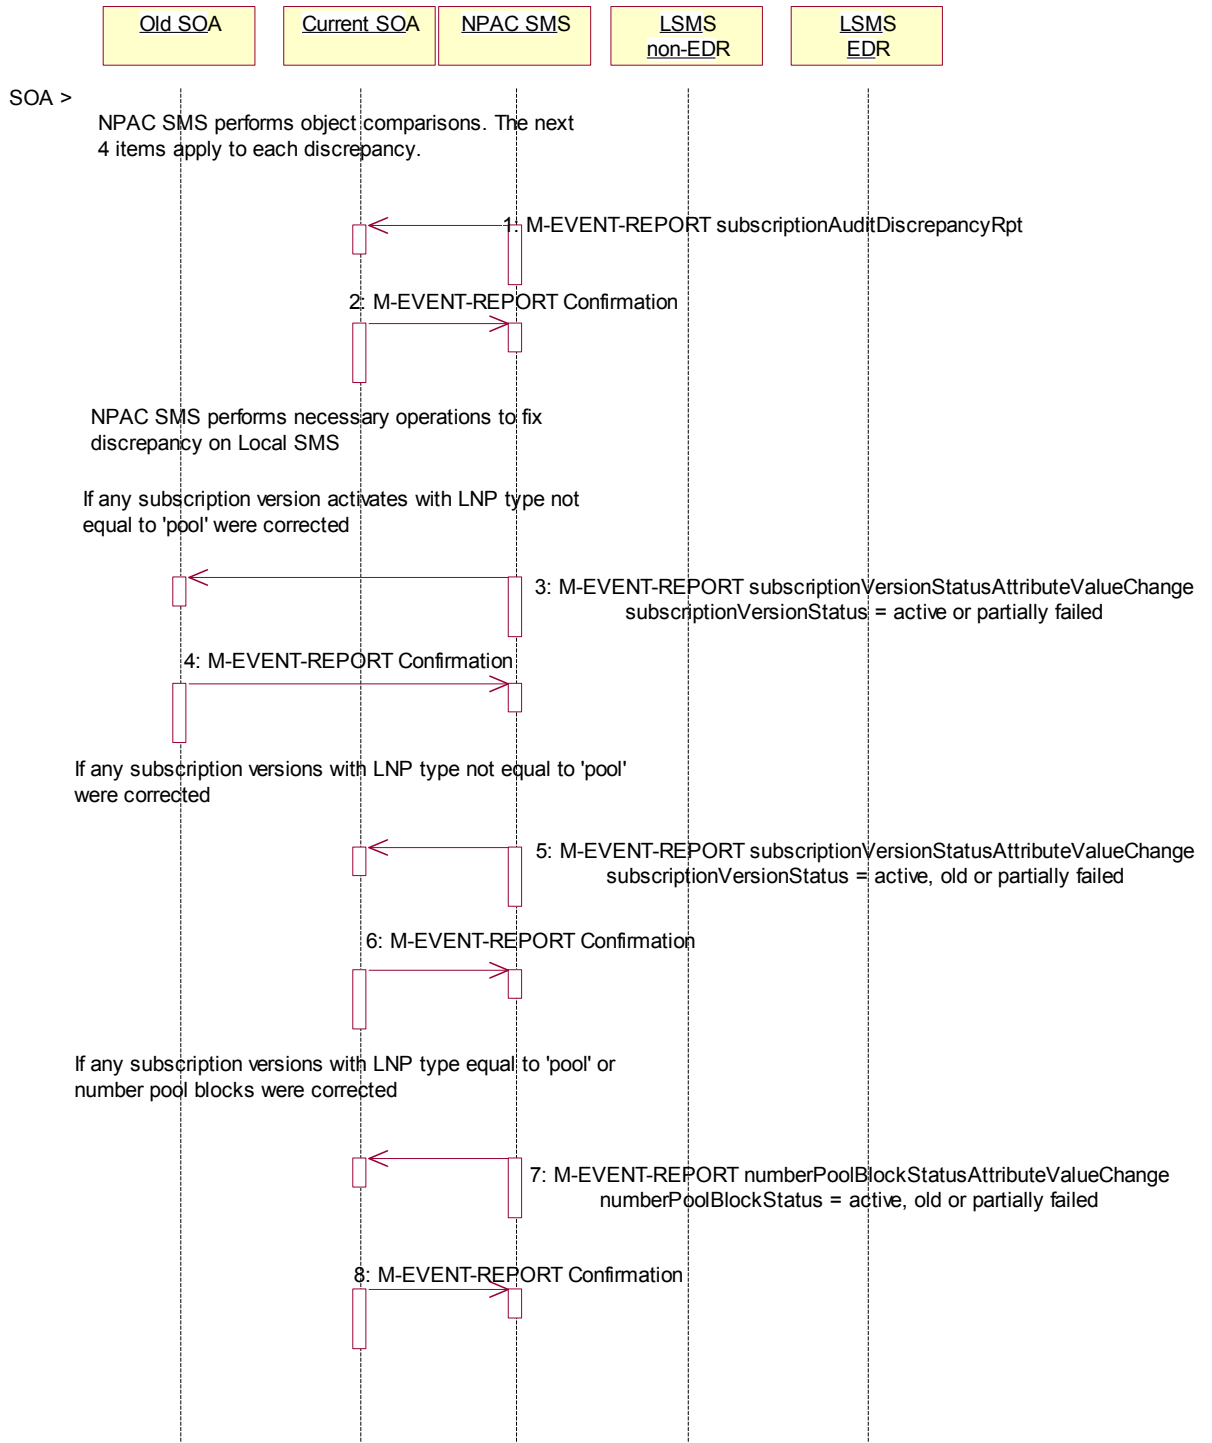 Old SOA
Current SOA
NPAC SMS
LSMS
non-EDR
LSMS
EDR
SOA >
NPAC SMS performs object comparisons. The next
4 items apply to each discrepancy.
1: M-EVENT-REPORT subscriptionAuditDiscrepancyRpt
2: M-EVENT-REPORT Confirmation
NPAC SMS performs necessary operations to fix
discrepancy on Local SMS
If any subscription version activates with LNP type not
equal to 'pool' were corrected
3: M-EVENT-REPORT subscriptionVersionStatusAttributeValueChange
subscriptionVersionStatus = active or partially failed
4: M-EVENT-REPORT Confirmation
If any subscription versions with LNP type not equal to 'pool'
were corrected
5: M-EVENT-REPORT subscriptionVersionStatusAttributeValueChange
subscriptionVersionStatus = active, old or partially failed
6: M-EVENT-REPORT Confirmation
If any subscription versions with LNP type equal to 'pool' or
number pool blocks were corrected
7: M-EVENT-REPORT numberPoolBlockStatusAttributeValueChange
numberPoolBlockStatus = active, old or partially failed
8: M-EVENT-REPORT Confirmation